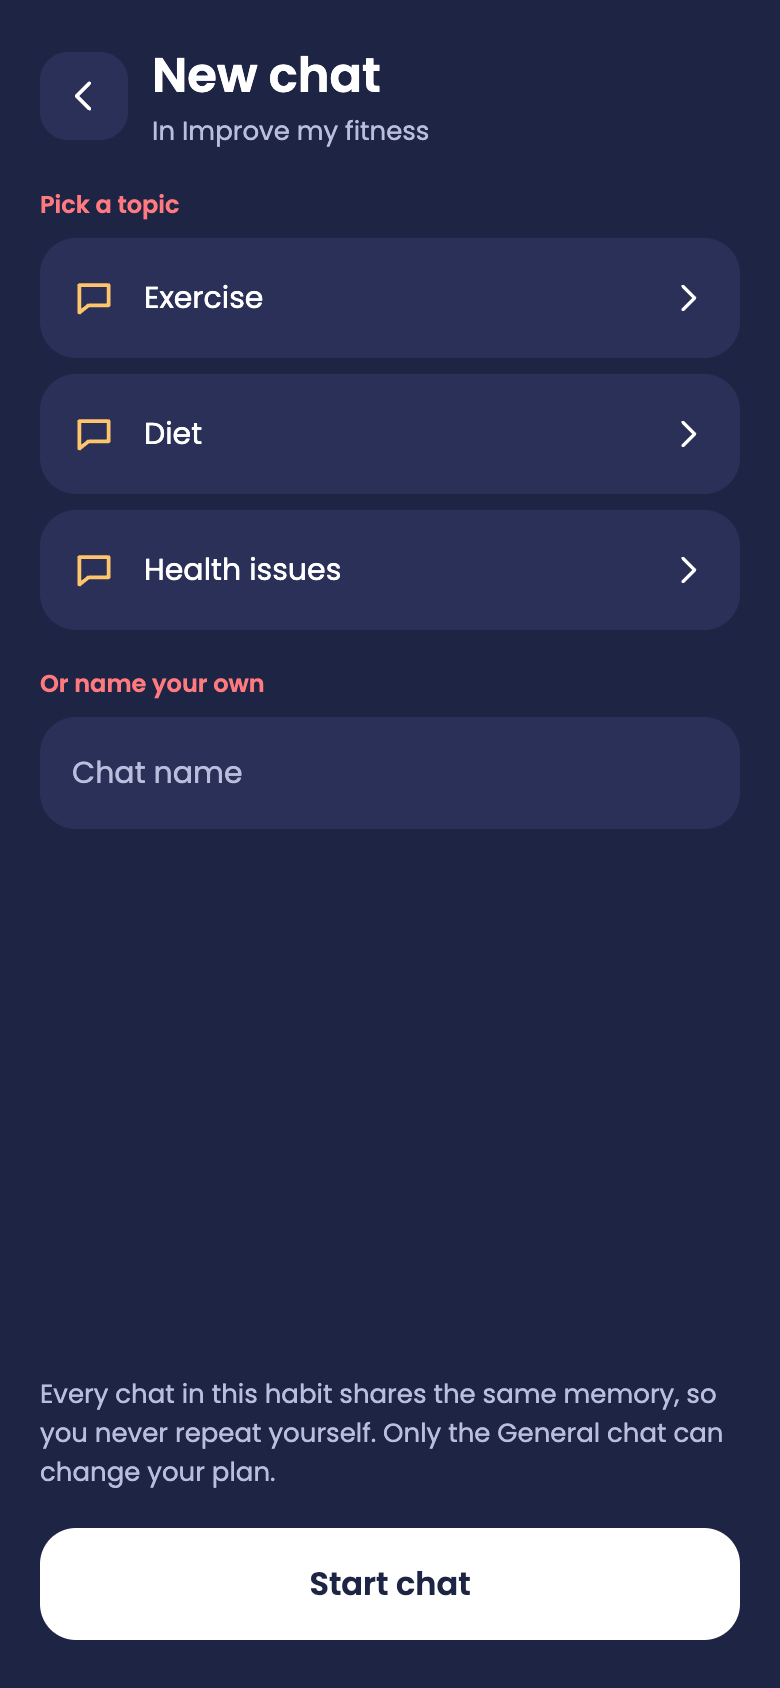 New chat
In Improve my fitness
Pick a topic
Exercise
Diet
Health issues
Or name your own
Chat name
Every chat in this habit shares the same memory, so
you never repeat yourself. Only the General chat can
change your plan.
Start chat